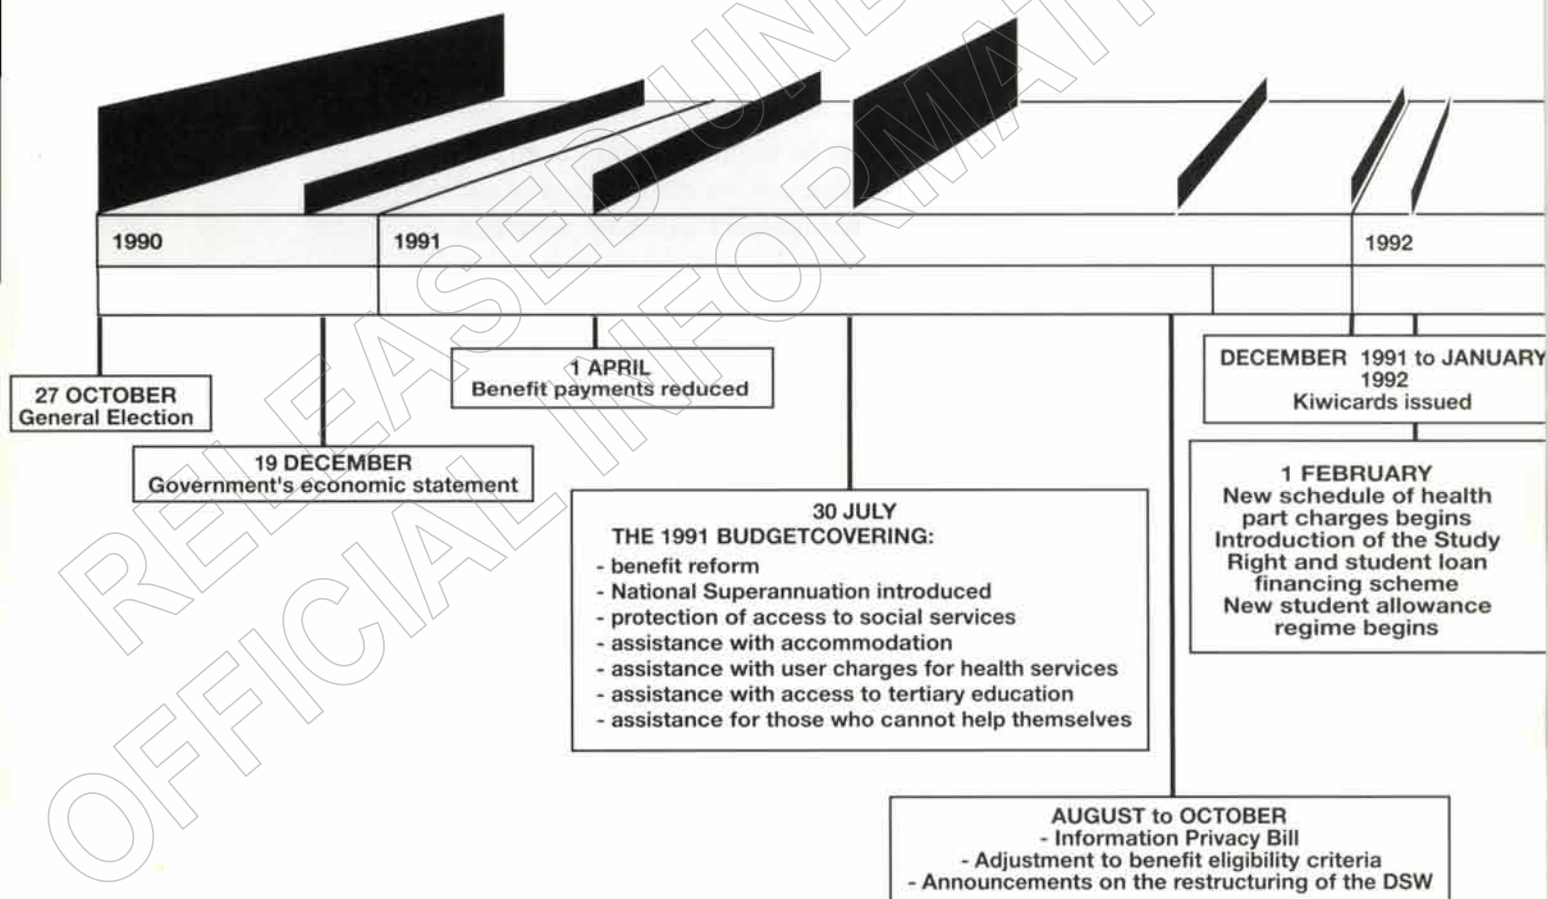 1990
1991
1992
27 OCTOBER
General Election
19 DECEMBER
Government's economic statement
1 APRIL
Benefit payments reduced
30 JULY
THE 1991 BUDGETCOVERING:
- benefit reform
- National Superannuation introduced
- protection of access to social services
- assistance with accommodation
- assistance with user charges for health services
- assistance with access to tertiary education
- assistance for those who cannot help themselves
AUGUST to OCTOBER
- Information Privacy Bill
- Adjustment to benefit eligibility criteria
- Announcements on the restructuring of the DSW
DECEMBER 1991 to JANUARY
1992
Kiwicards issued
1 FEBRUARY
New schedule of health
part charges begins
Introduction of the Study
Right and student loan
financing scheme
New student allowance
regime begins
RELEASED UND
OFFICIAL INFORMAT